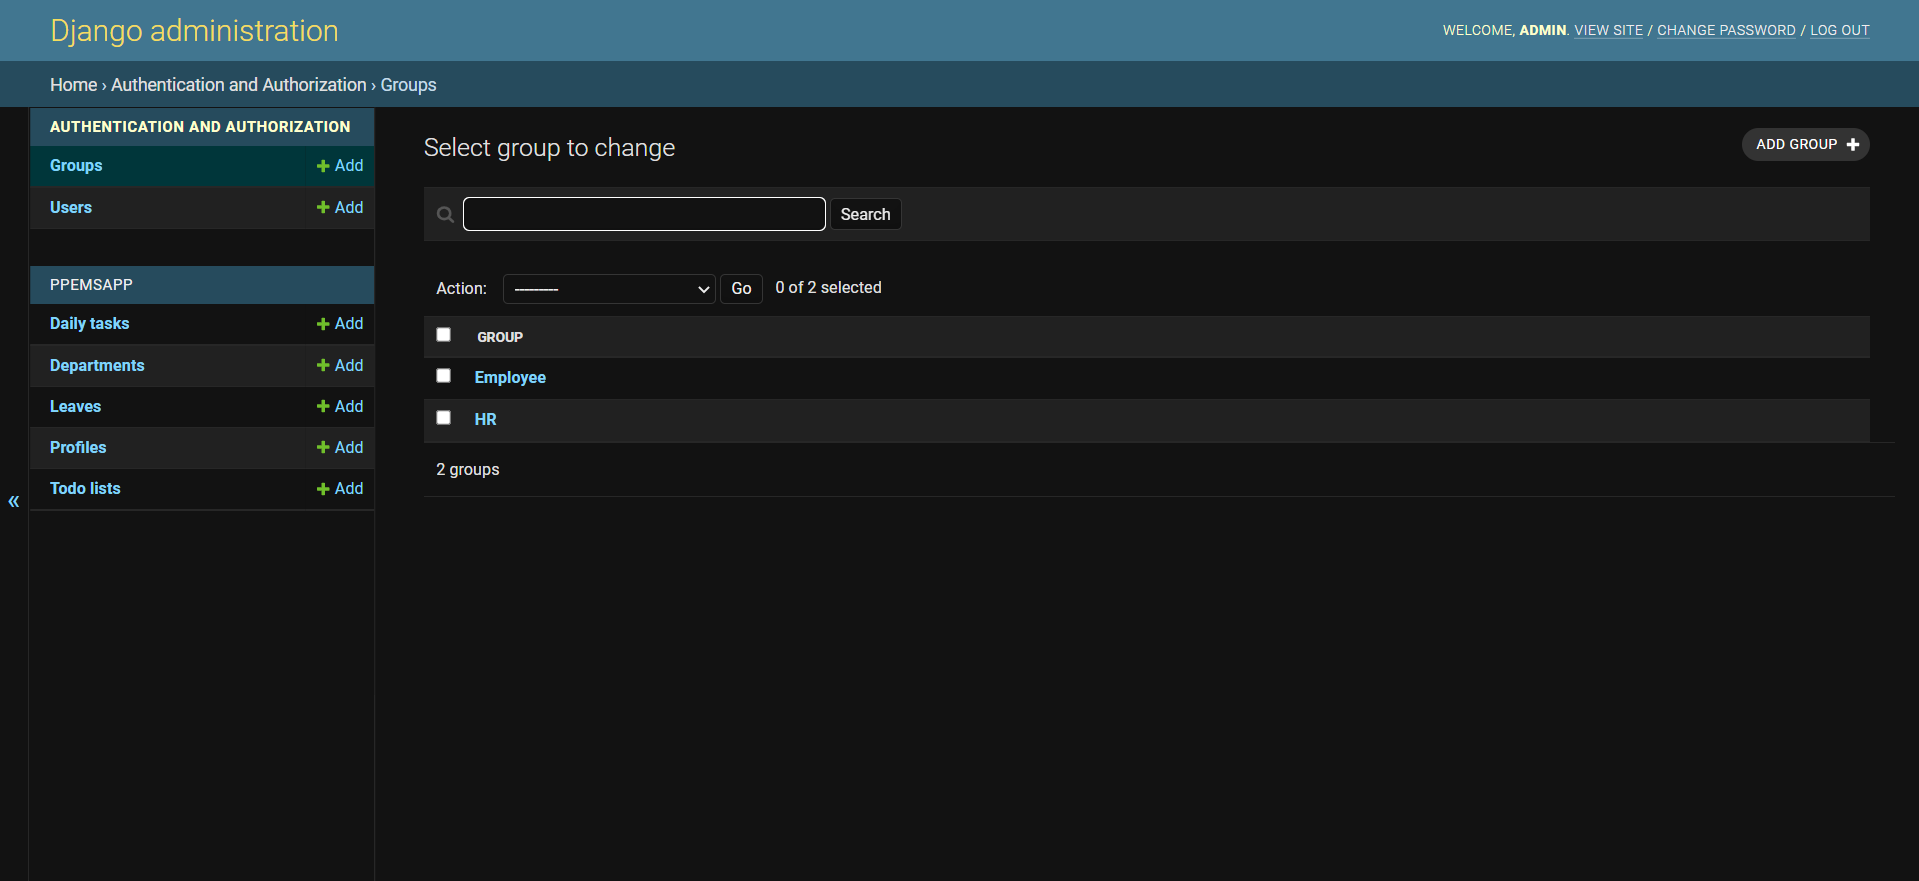 Django administration
WELCOME, ADMIN. VIEW SITE / CHANGE PASSWORD / LOG OUT
Home › Authentication and Authorization › Groups
AUTHENTICATION AND AUTHORIZATION
Groups + Add
Users + Add
PPEMSAPP
Daily tasks + Add
Departments + Add
Leaves + Add
Profiles + Add
Todo lists + Add
«
Select group to change
ADD GROUP +
Search
Action: --------- Go 0 of 2 selected
GROUP
Employee
HR
2 groups